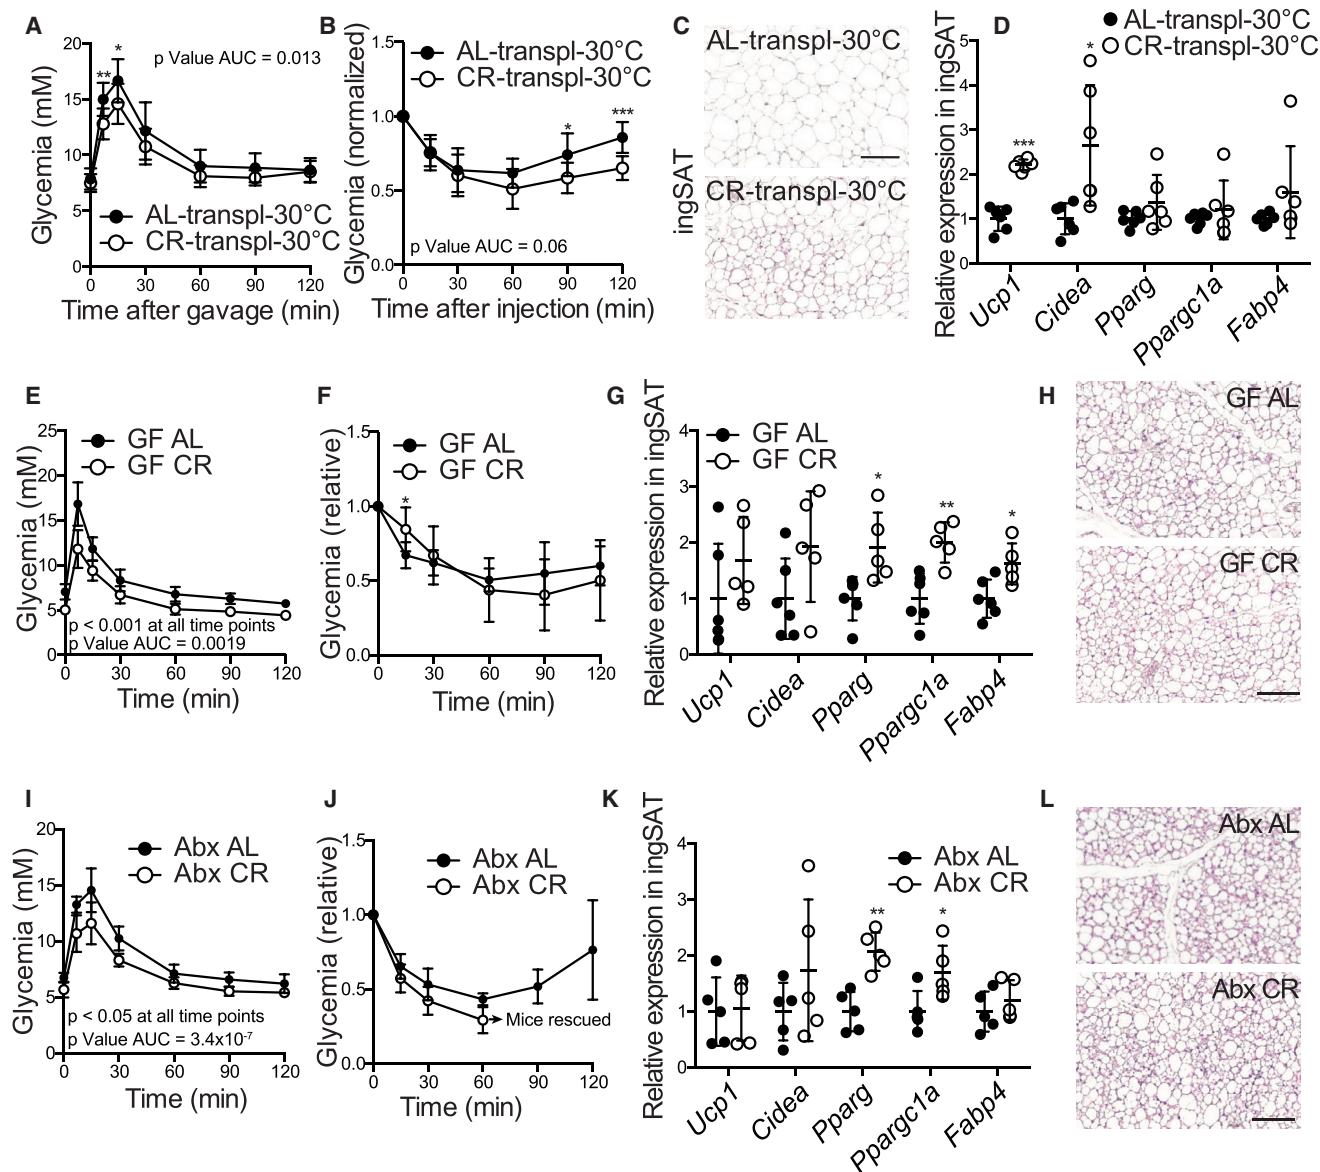 A
Glycemia (mM)
20
15
10
5
0
** *
p Value AUC = 0.013
AL-transpl-30°C
CR-transpl-30°C
0 30 60 90 120
Time after gavage (min)
B
Glycemia (normalized)
1.5
1.0
0.5
0.0
AL-transpl-30°C
CR-transpl-30°C
* ***
p Value AUC = 0.06
0 30 60 90 120
Time after injection (min)
C
ingSAT
AL-transpl-30°C
CR-transpl-30°C
D
Relative expression in ingSAT
5
4
3
2
1
0
AL-transpl-30°C
CR-transpl-30°C
*** *
Ucp1 Cidea Pparg Ppargc1a Fabp4
E
Glycemia (mM)
25
20
15
10
5
0
GF AL
GF CR
p < 0.001 at all time points
p Value AUC = 0.0019
0 30 60 90 120
Time (min)
F
Glycemia (relative)
1.5
1.0
0.5
0.0
GF AL
GF CR
*
0 30 60 90 120
Time (min)
G
Relative expression in ingSAT
4
3
2
1
0
GF AL
GF CR
* ** *
Ucp1 Cidea Pparg Ppargc1a Fabp4
H
GF AL
GF CR
I
Glycemia (mM)
20
15
10
5
0
Abx AL
Abx CR
p < 0.05 at all time points
p Value AUC = 3.4x10⁻⁷
0 30 60 90 120
Time (min)
J
Glycemia (relative)
1.5
1.0
0.5
0.0
Abx AL
Abx CR
Mice rescued
0 30 60 90 120
Time (min)
K
Relative expression in ingSAT
4
3
2
1
0
Abx AL
Abx CR
** *
Ucp1 Cidea Pparg Ppargc1a Fabp4
L
Abx AL
Abx CR